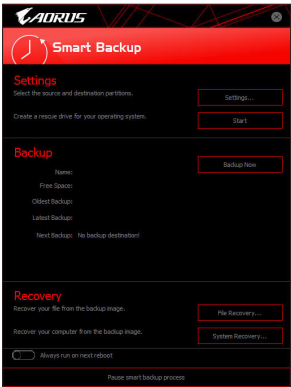 AORUS
Smart Backup
Settings
Select the source and destination partitions.
Settings...
Create a rescue drive for your operating system.
Start
Backup
Backup Now
Name:
Free Space:
Oldest Backup:
Latest Backup:
Next Backup: No backup destination!
Recovery
Recover your file from the backup image.
File Recovery...
Recover your computer from the backup image.
System Recovery...
Always run on next reboot
Pause smart backup process